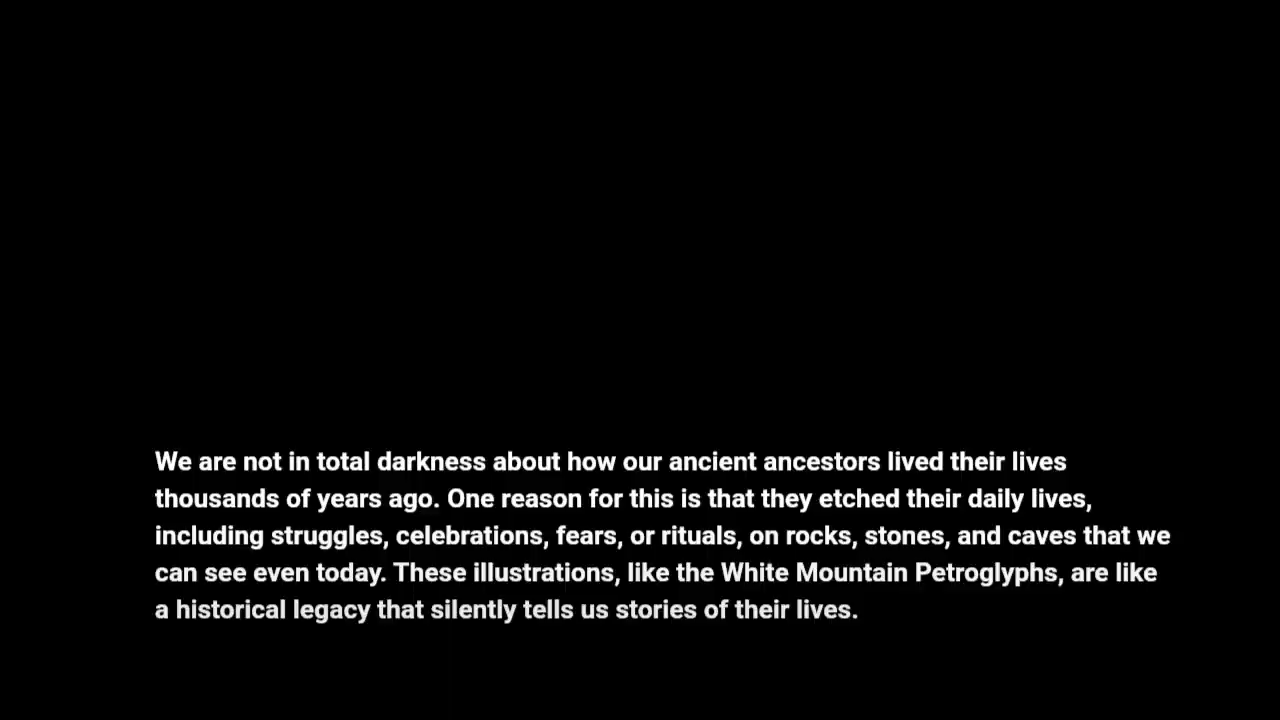 We are not in total darkness about how our ancient ancestors lived their lives
thousands of years ago. One reason for this is that they etched their daily lives,
including struggles, celebrations, fears, or rituals, on rocks, stones, and caves that we
can see even today. These illustrations, like the White Mountain Petroglyphs, are like
a historical legacy that silently tells us stories of their lives.